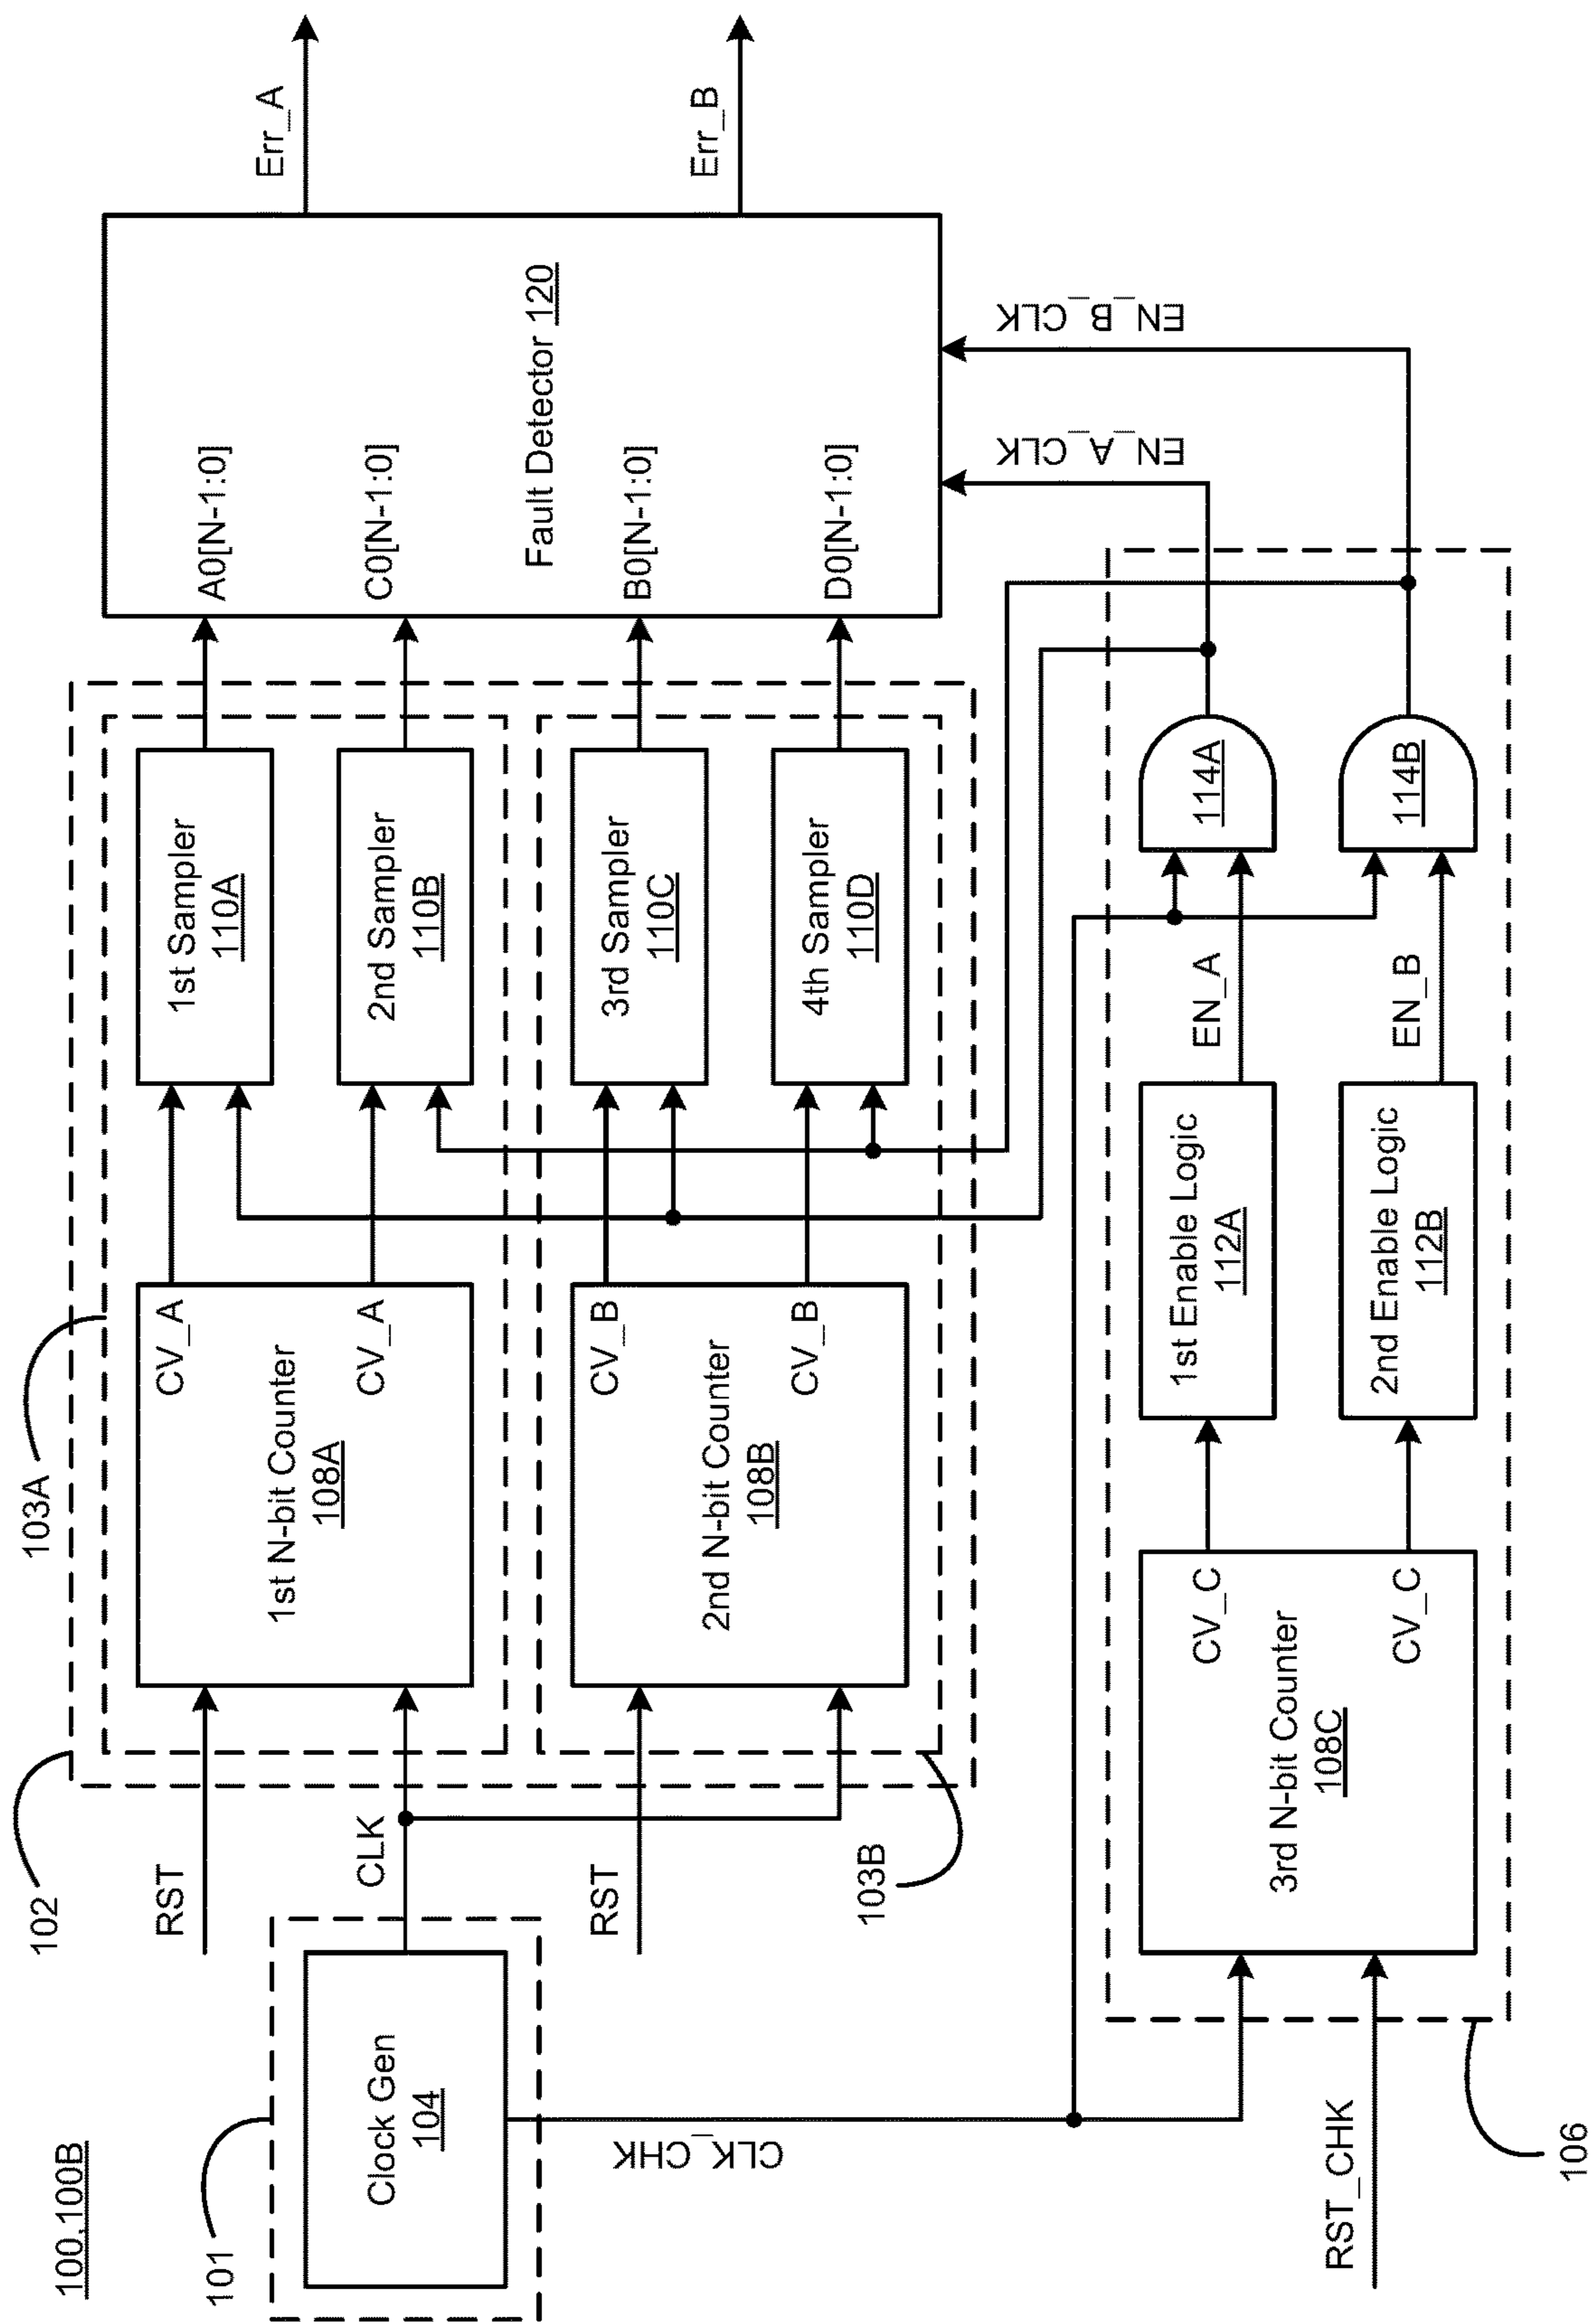 100,100B
101
Clock Gen
104
CLK_CHK
RST
CLK
RST
102
103A
103B
1st N-bit Counter
108A
CV_A
CV_A
2nd N-bit Counter
108B
CV_B
CV_B
1st Sampler
110A
2nd Sampler
110B
3rd Sampler
110C
4th Sampler
110D
A0[N-1:0]
C0[N-1:0]
Fault Detector 120
B0[N-1:0]
D0[N-1:0]
Err_A
Err_B
EN_A_CLK
EN_B_CLK
RST_CHK
106
3rd N-bit Counter
108C
CV_C
CV_C
1st Enable Logic
112A
2nd Enable Logic
112B
EN_A
EN_B
114A
114B